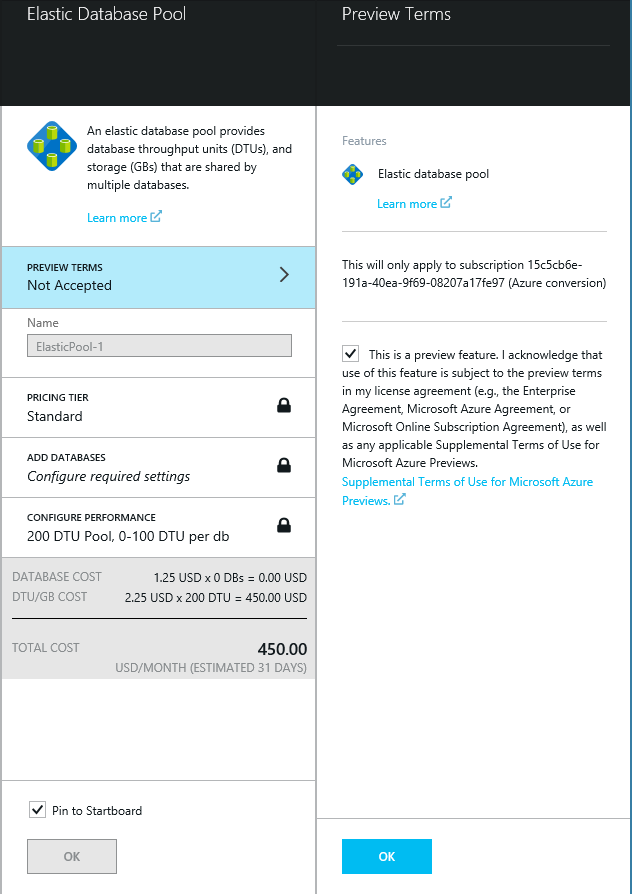 Elastic Database Pool
An elastic database pool provides
database throughput units (DTUs), and
storage (GBs) that are shared by
multiple databases.
Learn more
PREVIEW TERMS
Not Accepted
Name
ElasticPool-1
PRICING TIER
Standard
ADD DATABASES
Configure required settings
CONFIGURE PERFORMANCE
200 DTU Pool, 0-100 DTU per db
DATABASE COST 1.25 USD x 0 DBs = 0.00 USD
DTU/GB COST 2.25 USD x 200 DTU = 450.00 USD
TOTAL COST 450.00
USD/MONTH (ESTIMATED 31 DAYS)
Pin to Startboard
OK
Preview Terms
Features
Elastic database pool
Learn more
This will only apply to subscription 15c5cb6e-
191a-40ea-9f69-08207a17fe97 (Azure conversion)
This is a preview feature. I acknowledge that
use of this feature is subject to the preview terms
in my license agreement (e.g., the Enterprise
Agreement, Microsoft Azure Agreement, or
Microsoft Online Subscription Agreement), as well
as any applicable Supplemental Terms of Use for
Microsoft Azure Previews.
Supplemental Terms of Use for Microsoft Azure
Previews.
OK